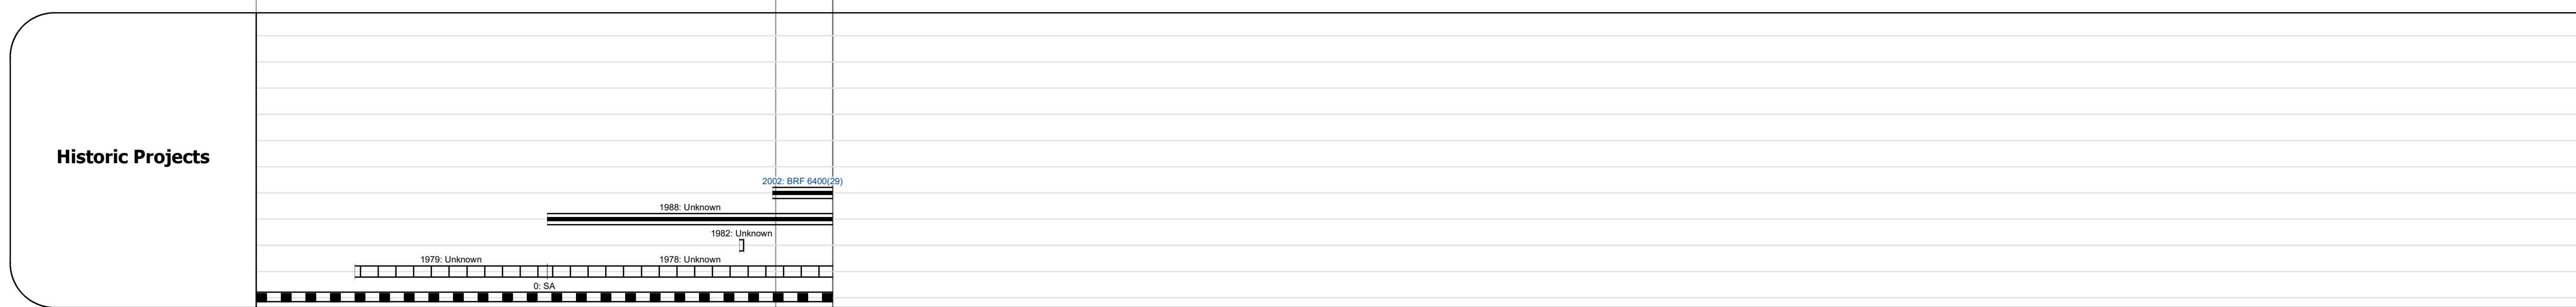 Historic Projects
2002: BRF 6400(29)
1988: Unknown
1982: Unknown
1979: Unknown
1978: Unknown
0: SA